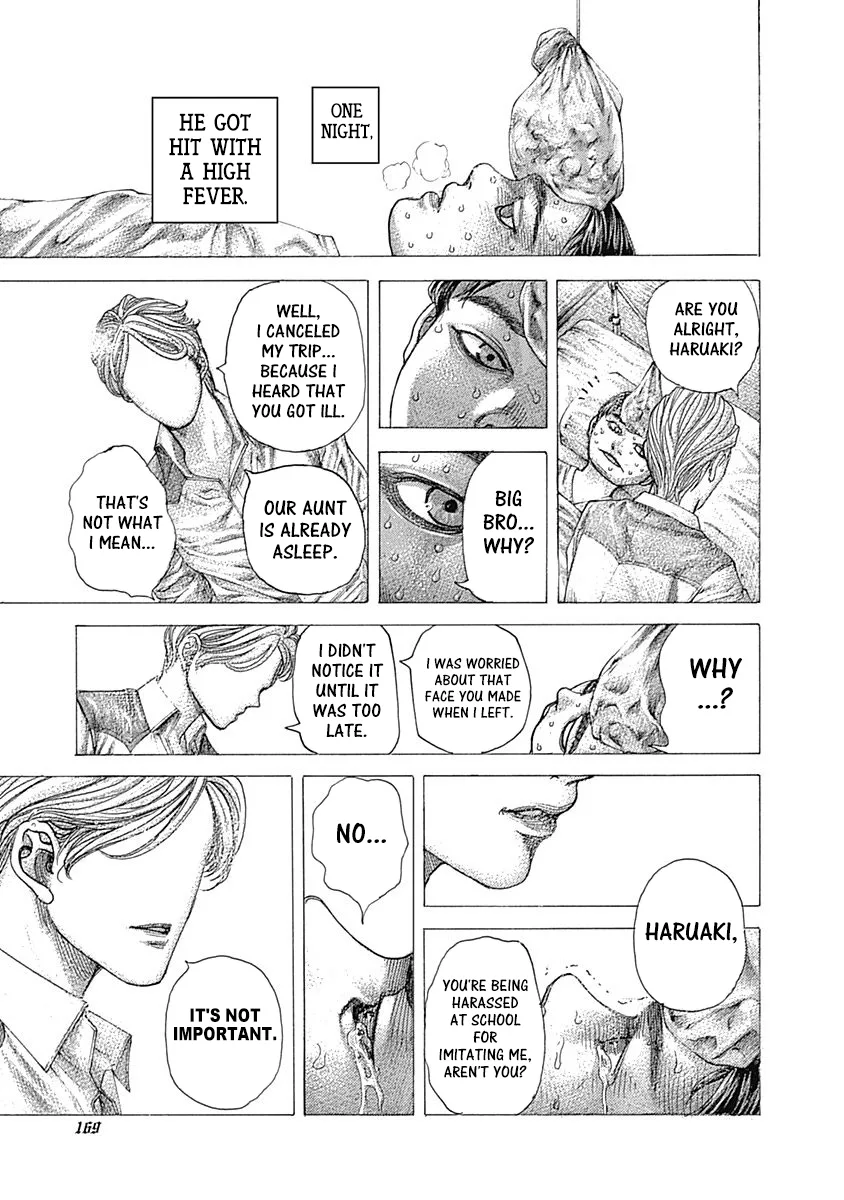 ONE
NIGHT,
HE GOT
HIT WITH
A HIGH
FEVER.
ARE YOU
ALRIGHT,
HARUAKI?
BIG
BRO...
WHY?
WELL,
I CANCELED
MY TRIP...
BECAUSE I
HEARD THAT
YOU GOT ILL.
OUR AUNT
IS ALREADY
ASLEEP.
THAT'S
NOT WHAT
I MEAN...
WHY
...?
I WAS WORRIED
ABOUT THAT
FACE YOU MADE
WHEN I LEFT.
I DIDN'T
NOTICE IT
UNTIL IT
WAS TOO
LATE.
HARUAKI,
YOU'RE BEING
HARASSED
AT SCHOOL
FOR
IMITATING ME,
AREN'T YOU?
NO...
IT'S NOT
IMPORTANT.
169